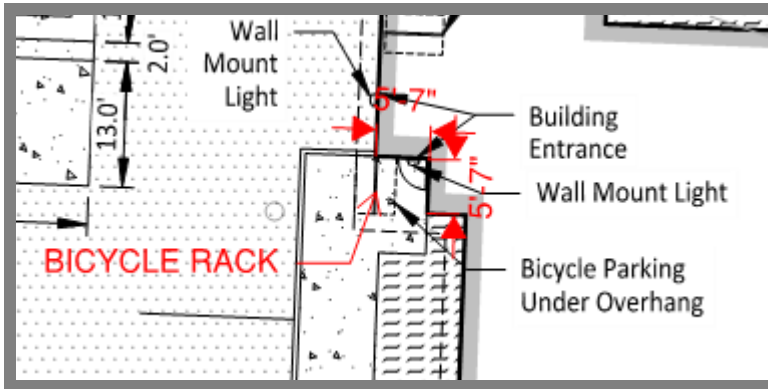 Wall
Mount
Light
2.0'
13.0'
5'-7"
Building
Entrance
Wall Mount Light
5'-7"
BICYCLE RACK
Bicycle Parking
Under Overhang